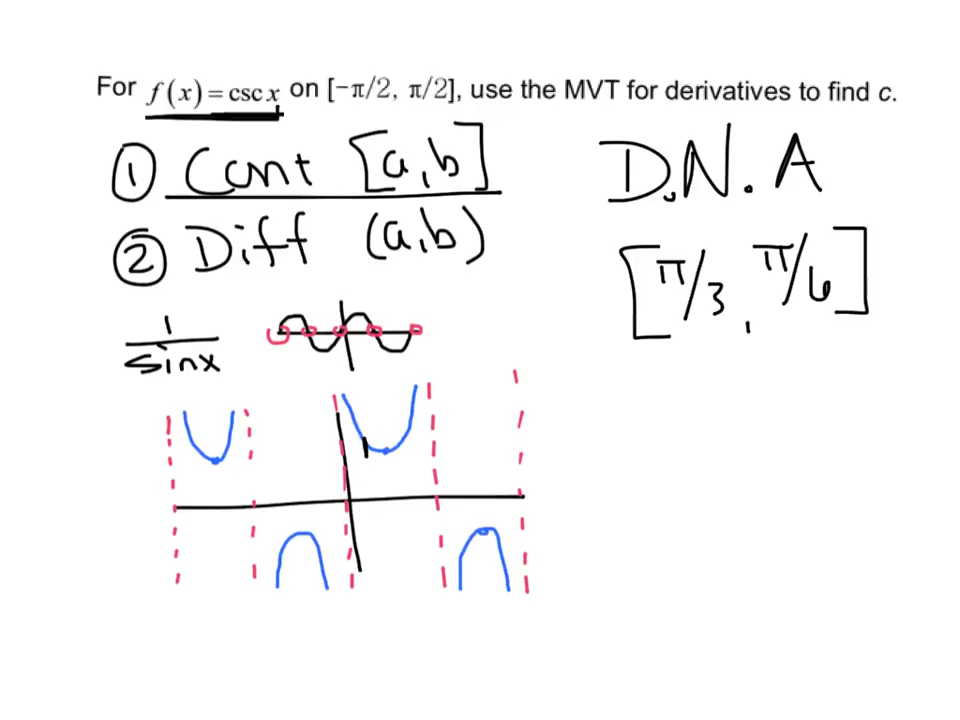 For f(x) = csc x on [-π/2, π/2], use the MVT for derivatives to find c.
① Cont [a,b]
② Diff (a,b)
D.N.A
[π/3, π/6]
1/sinx